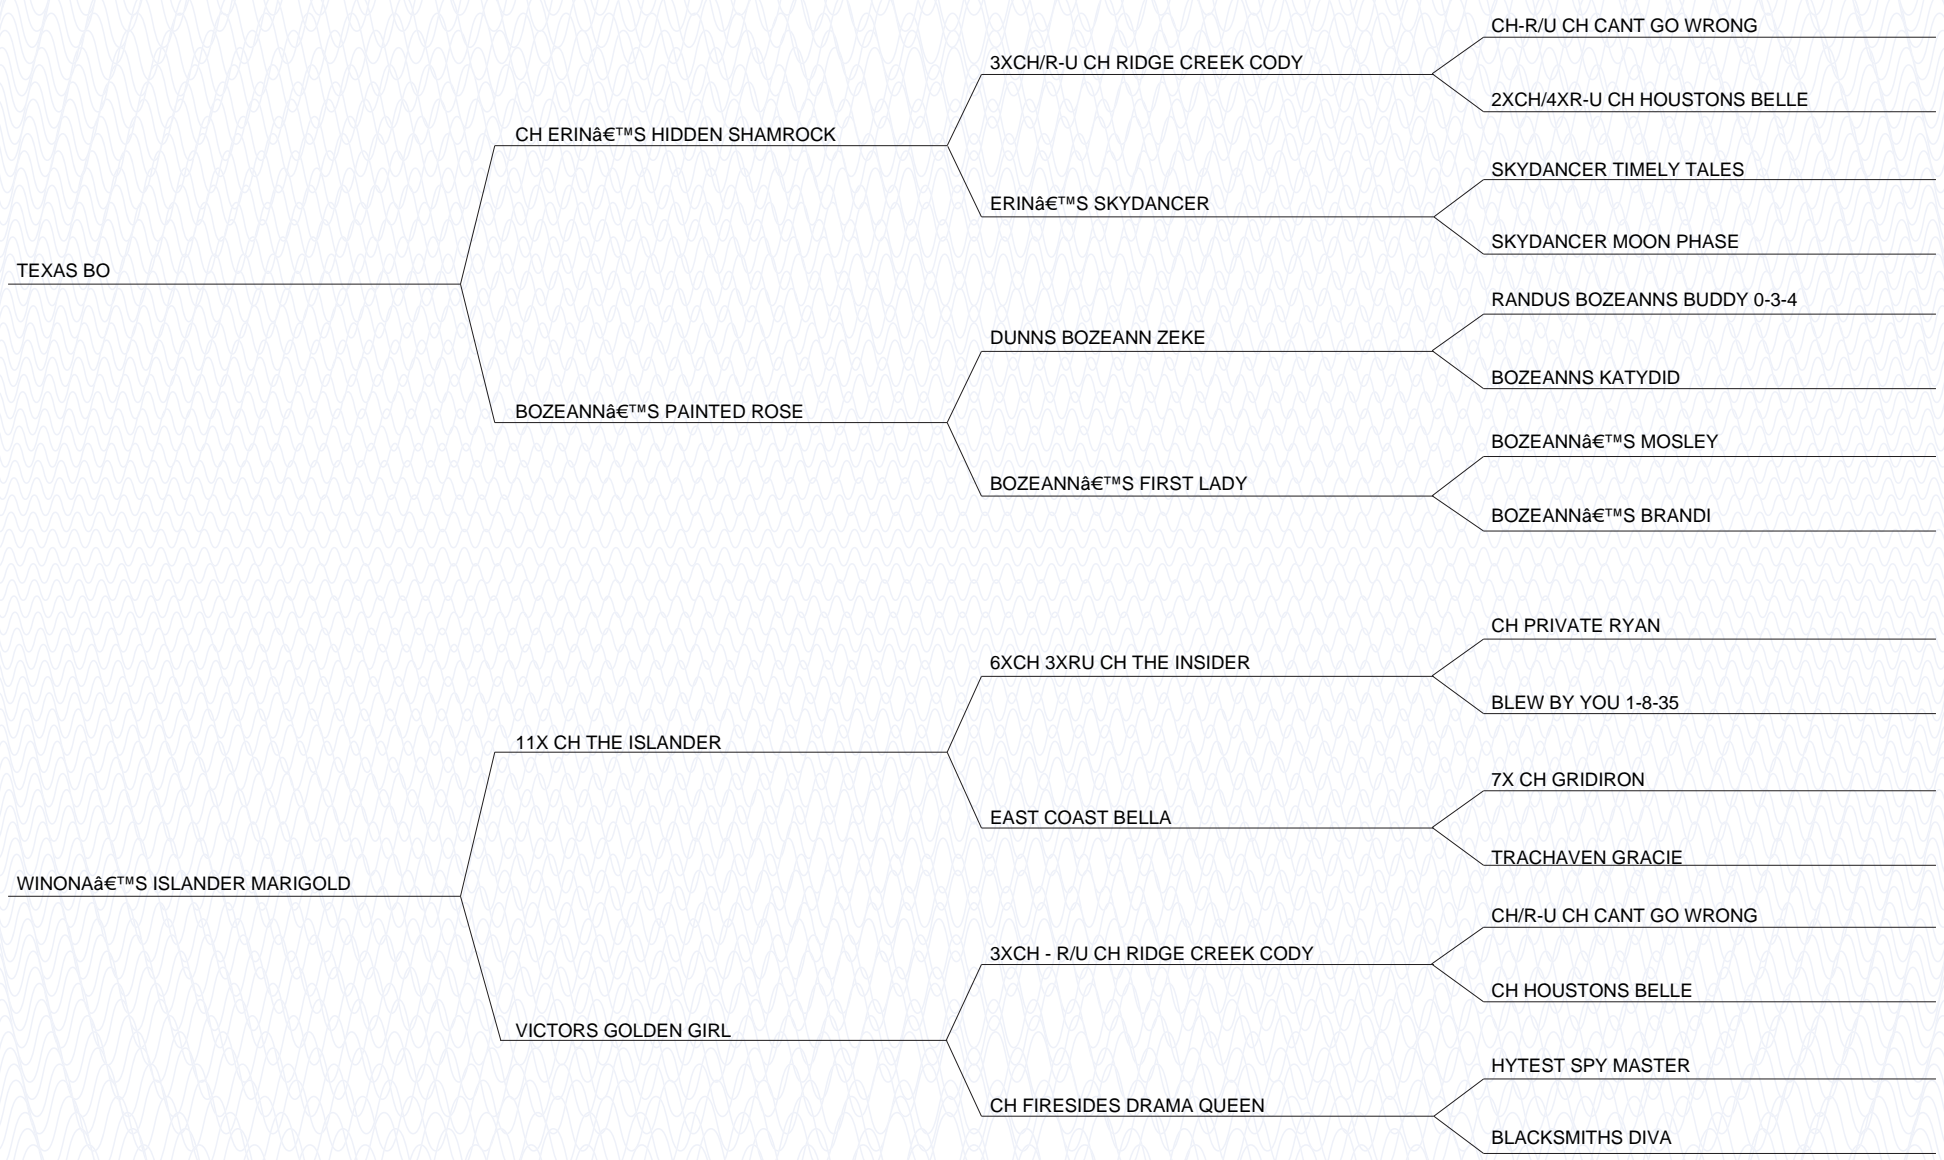 CH-R/U CH CANT GO WRONG
3XCH/R-U CH RIDGE CREEK CODY
2XCH/4XR-U CH HOUSTONS BELLE
CH ERINâ€™S HIDDEN SHAMROCK
SKYDANCER TIMELY TALES
ERINâ€™S SKYDANCER
SKYDANCER MOON PHASE
TEXAS BO
RANDUS BOZEANNS BUDDY 0-3-4
DUNNS BOZEANN ZEKE
BOZEANNS KATYDID
BOZEANNâ€™S PAINTED ROSE
BOZEANNâ€™S MOSLEY
BOZEANNâ€™S FIRST LADY
BOZEANNâ€™S BRANDI
CH PRIVATE RYAN
6XCH 3XRU CH THE INSIDER
BLEW BY YOU 1-8-35
11X CH THE ISLANDER
7X CH GRIDIRON
EAST COAST BELLA
TRACHAVEN GRACIE
WINONAâ€™S ISLANDER MARIGOLD
CH/R-U CH CANT GO WRONG
3XCH - R/U CH RIDGE CREEK CODY
CH HOUSTONS BELLE
VICTORS GOLDEN GIRL
HYTEST SPY MASTER
CH FIRESIDES DRAMA QUEEN
BLACKSMITHS DIVA